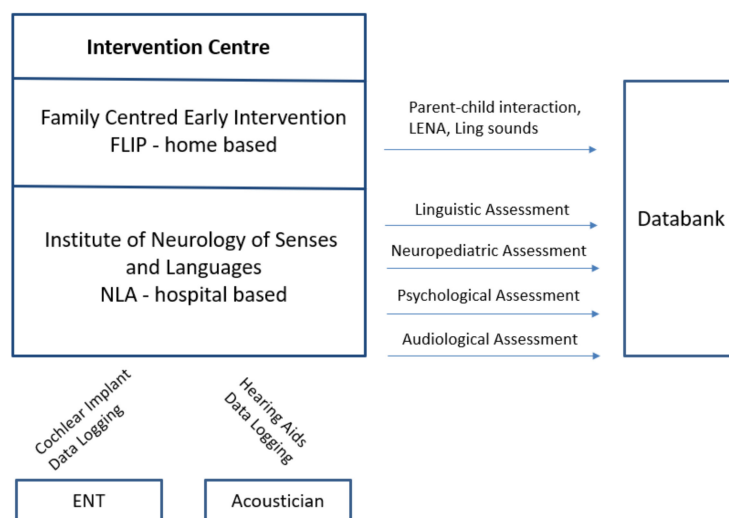 Intervention Centre
Family Centred Early Intervention
FLIP - home based
Parent-child interaction,
LENA, Ling sounds
Institute of Neurology of Senses
and Languages
NLA - hospital based
Linguistic Assessment
Neuropediatric Assessment
Psychological Assessment
Audiological Assessment
Databank
Cochlear Implant
Data Logging
Hearing Aids
Data Logging
ENT
Acoustician